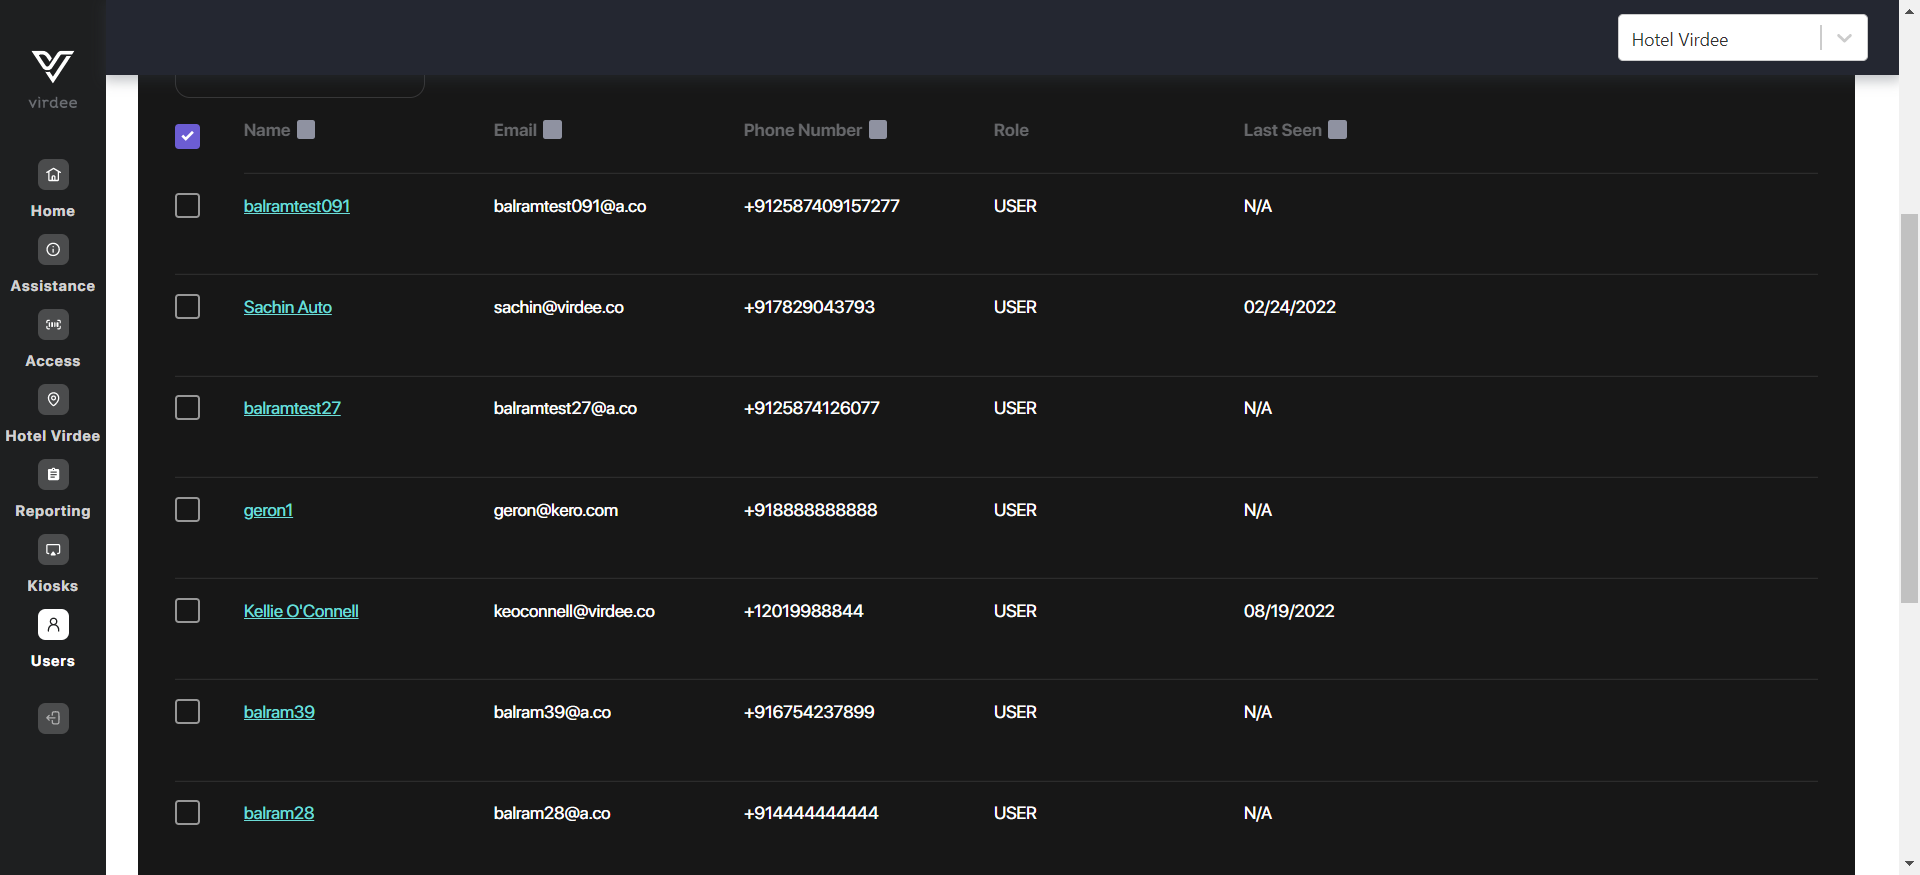 Hotel Virdee
virdee
Home
Assistance
Access
Hotel Virdee
Reporting
Kiosks
Users
Name Email Phone Number Role Last Seen
balramtest091 balramtest091@a.co +912587409157277 USER N/A
Sachin Auto sachin@virdee.co +917829043793 USER 02/24/2022
balramtest27 balramtest27@a.co +9125874126077 USER N/A
geron1 geron@kero.com +918888888888 USER N/A
Kellie O'Connell keoconnell@virdee.co +12019988844 USER 08/19/2022
balram39 balram39@a.co +916754237899 USER N/A
balram28 balram28@a.co +914444444444 USER N/A